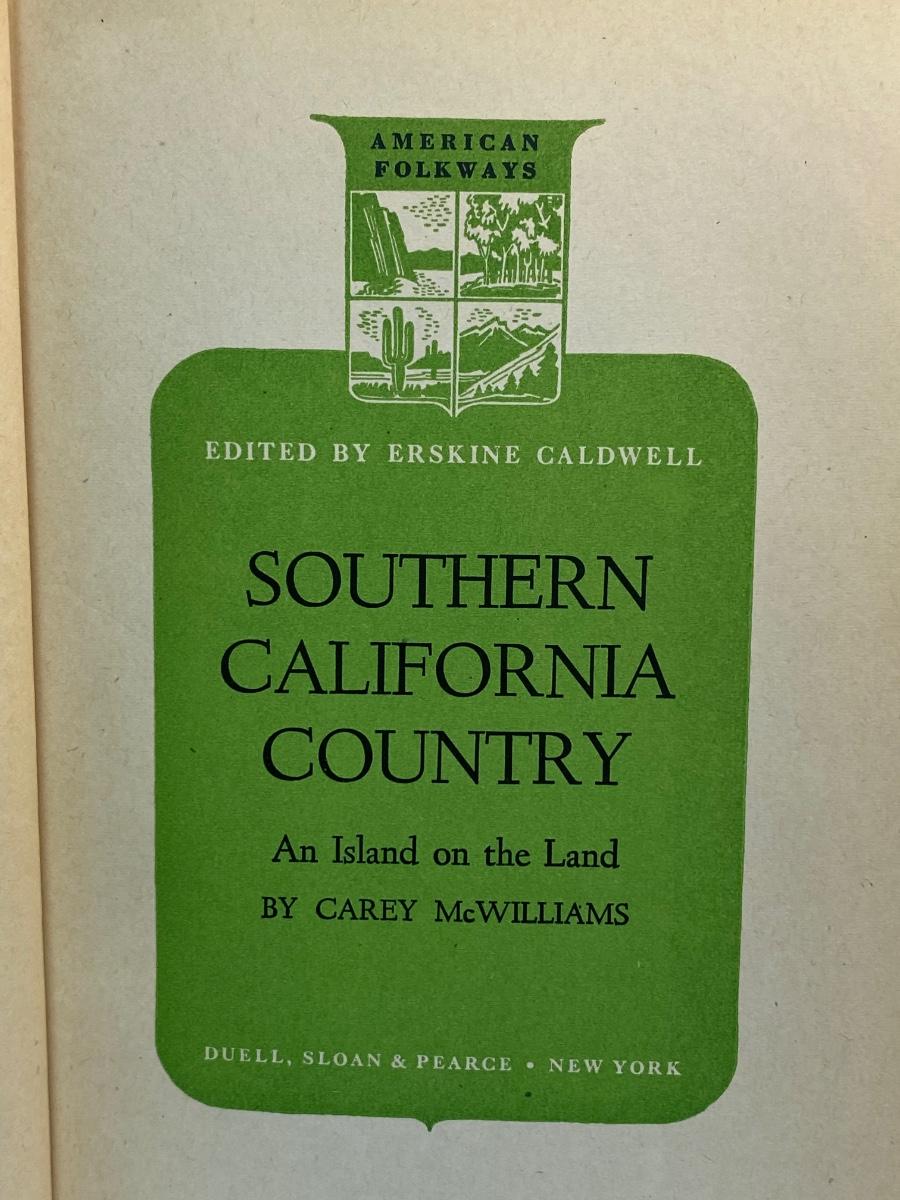 AMERICAN
FOLKWAYS
EDITED BY ERSKINE CALDWELL
SOUTHERN
CALIFORNIA
COUNTRY
An Island on the Land
BY CAREY McWILLIAMS
DUELL, SLOAN & PEARCE • NEW YORK